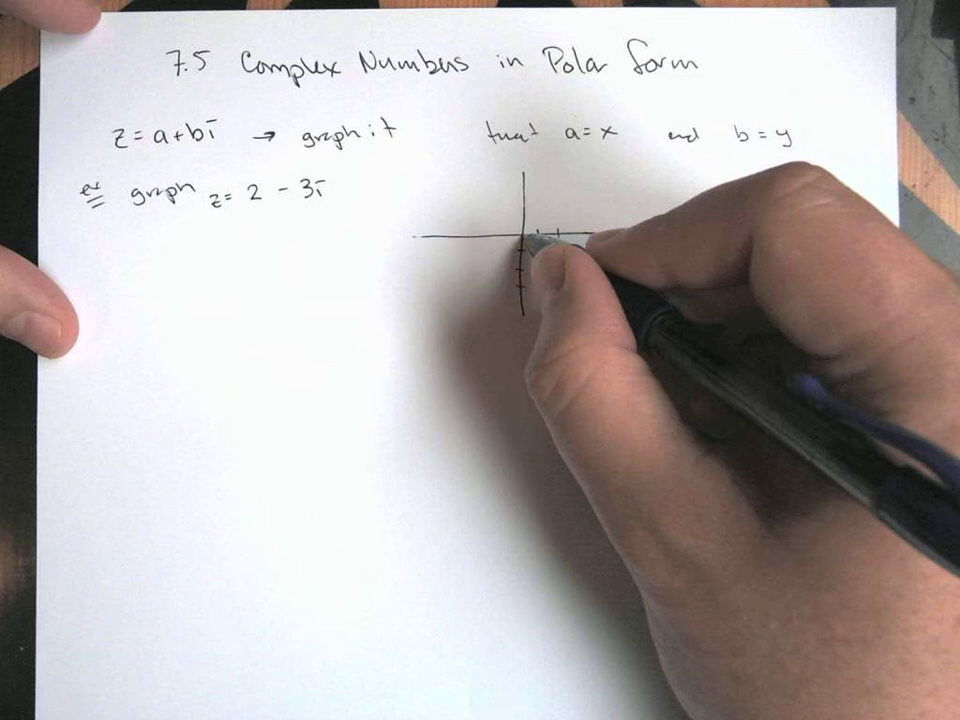 7.5 Complex Numbers in Polar form
z = a + bi → graph it treat a = x and b = y
ex graph z = 2 - 3i